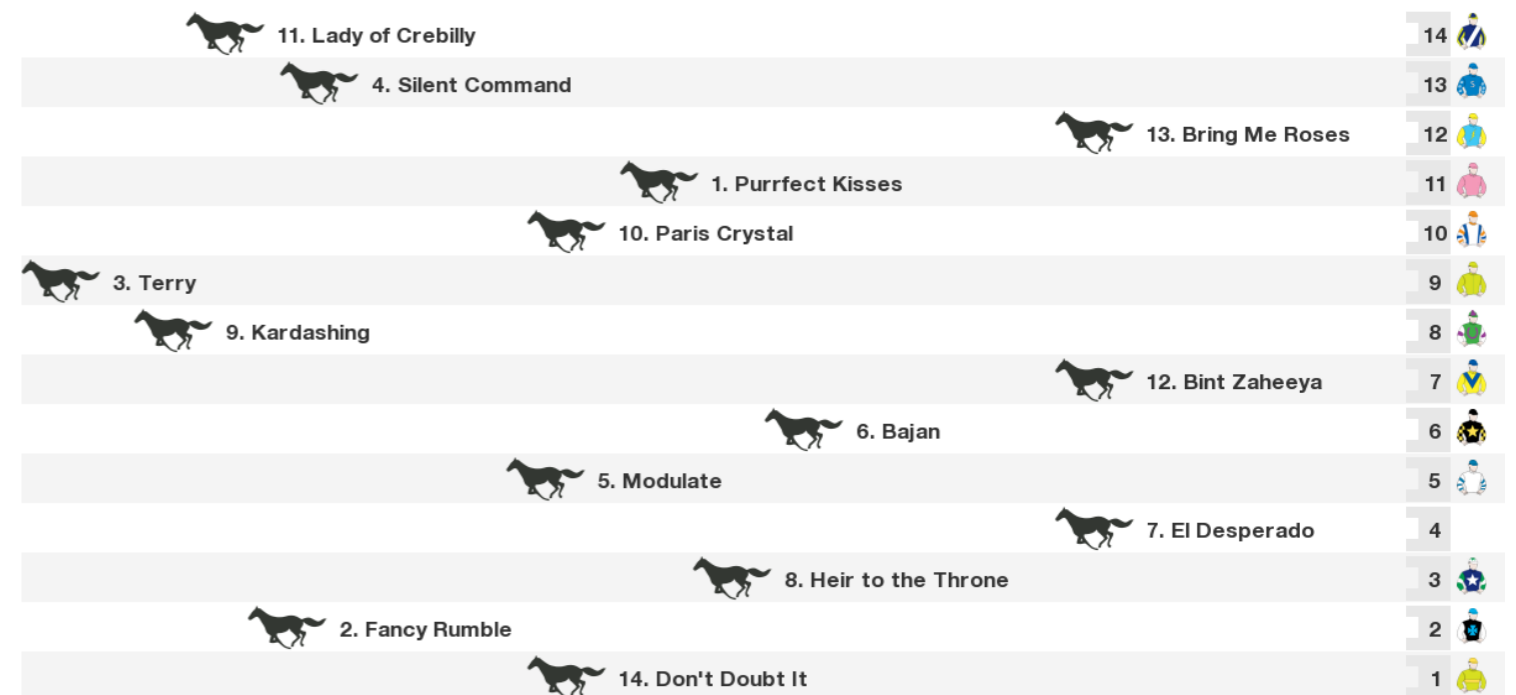 11. Lady of Crebilly 14
4. Silent Command 13
13. Bring Me Roses 12
1. Purrfect Kisses 11
10. Paris Crystal 10
3. Terry 9
9. Kardashing 8
12. Bint Zaheeya 7
6. Bajan 6
5. Modulate 5
7. El Desperado 4
8. Heir to the Throne 3
2. Fancy Rumble 2
14. Don't Doubt It 1